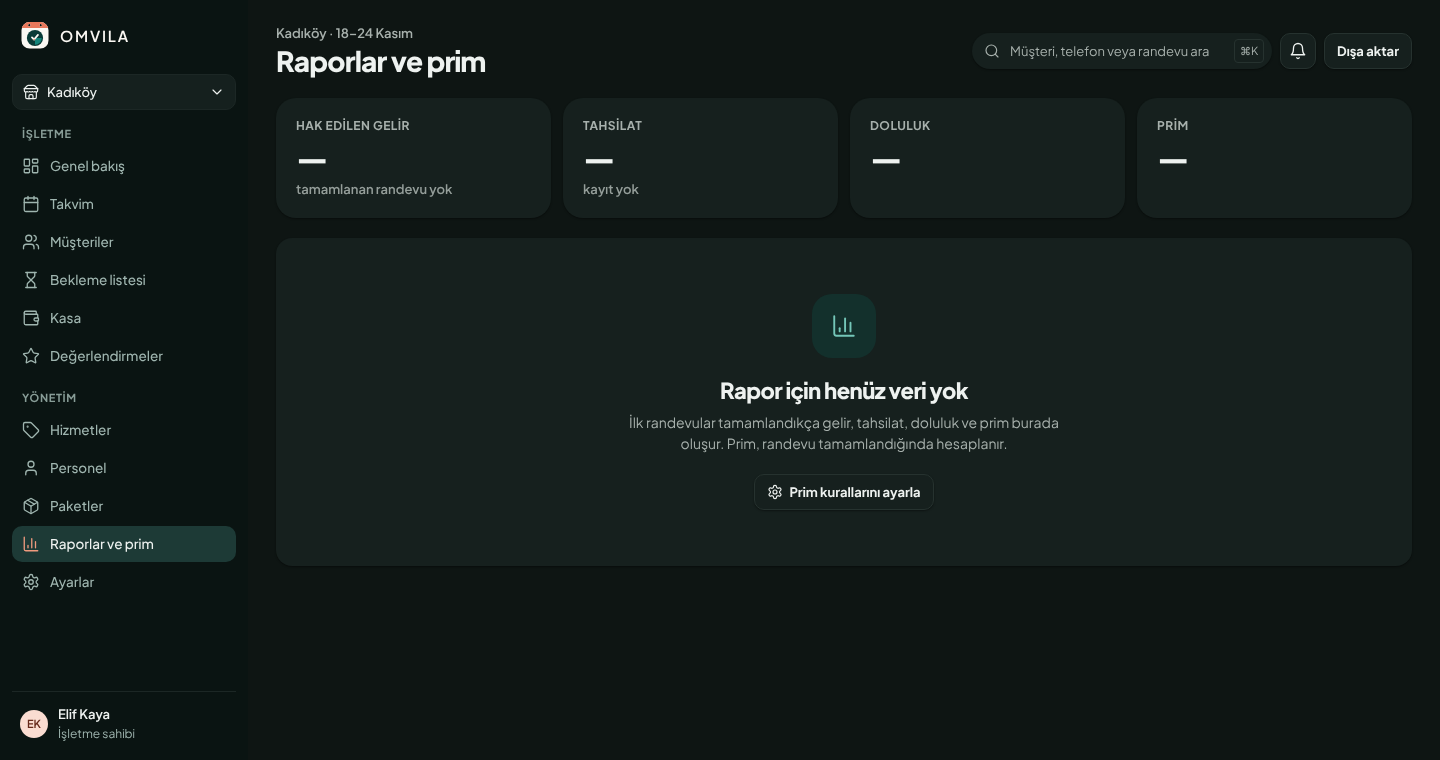 OMVILA
Kadıköy
İŞLETME
Genel bakış
Takvim
Müşteriler
Bekleme listesi
Kasa
Değerlendirmeler
YÖNETİM
Hizmetler
Personel
Paketler
Raporlar ve prim
Ayarlar
EK
Elif Kaya
İşletme sahibi
Kadıköy · 18–24 Kasım
Raporlar ve prim
Müşteri, telefon veya randevu ara
⌘K
Dışa aktar
HAK EDİLEN GELİR
—
tamamlanan randevu yok
TAHSİLAT
—
kayıt yok
DOLULUK
—
PRİM
—
Rapor için henüz veri yok
İlk randevular tamamlandıkça gelir, tahsilat, doluluk ve prim burada
oluşur. Prim, randevu tamamlandığında hesaplanır.
Prim kurallarını ayarla